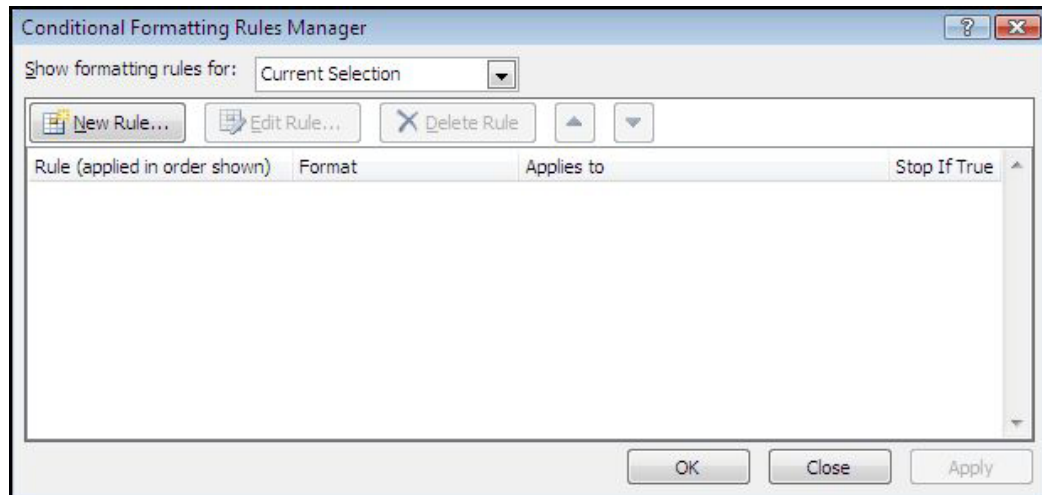 Conditional Formatting Rules Manager
Show formatting rules for: Current Selection
New Rule... Edit Rule... Delete Rule
Rule (applied in order shown) Format Applies to Stop If True
OK Close Apply